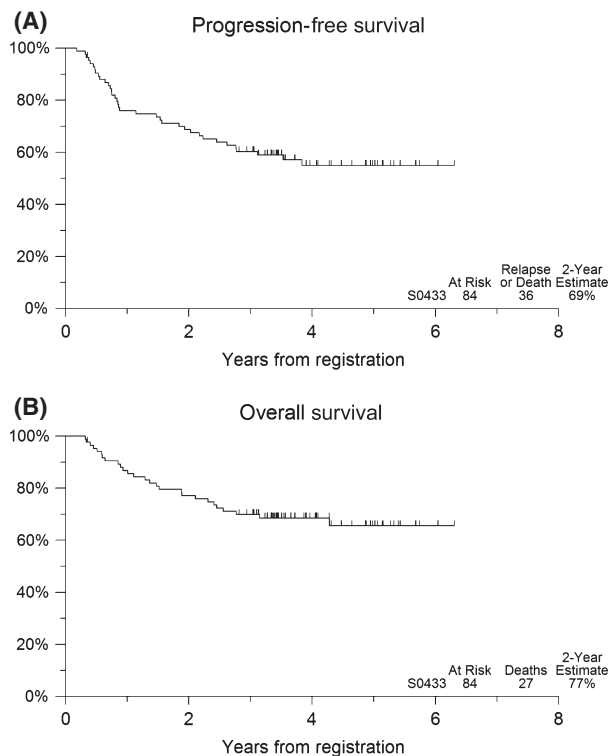 (A)
Progression-free survival
100%
80%
60%
40%
20%
0%
Relapse 2-Year
At Risk or Death Estimate
S0433 84 36 69%
0 2 4 6 8
Years from registration
(B)
Overall survival
100%
80%
60%
40%
20%
0%
2-Year
At Risk Deaths Estimate
S0433 84 27 77%
0 2 4 6 8
Years from registration